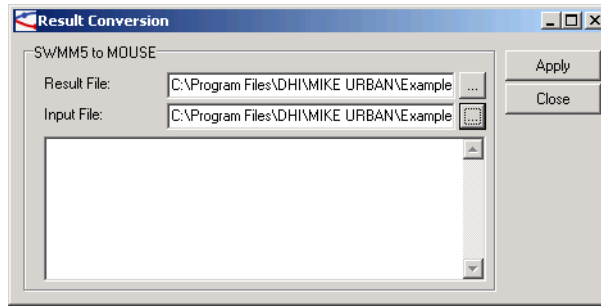 Result Conversion
SWMM5 to MOUSE
Result File: C:\Program Files\DHI\MIKE URBAN\Example ...
Input File: C:\Program Files\DHI\MIKE URBAN\Example ...
Apply
Close